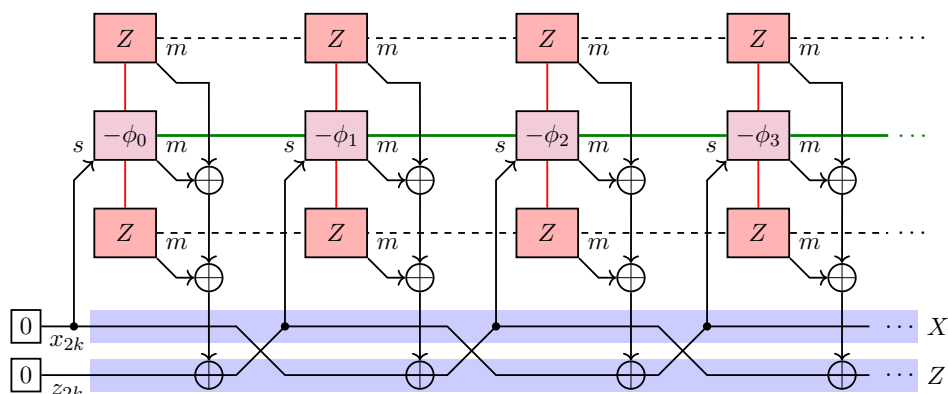 Z m Z m Z m Z m ···
s −ϕ₀ m s −ϕ₁ m s −ϕ₂ m s −ϕ₃ m ···
Z m Z m Z m Z m ···
0 x₂ₖ ··· X
0 z₂ₖ ··· Z